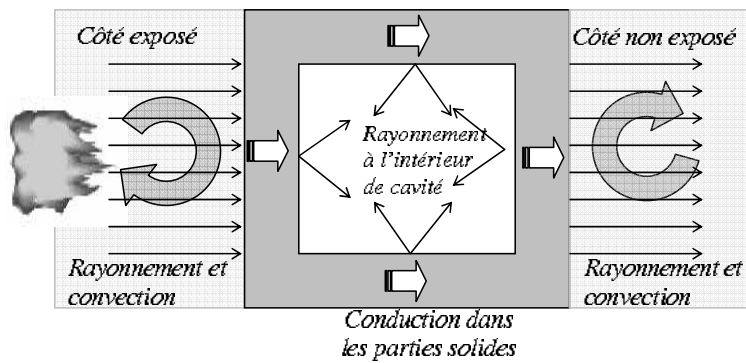 Côté exposé
Côté non exposé
Rayonnement
à l'intérieur
de cavité
Rayonnement et
convection
Rayonnement et
convection
Conduction dans
les parties solides